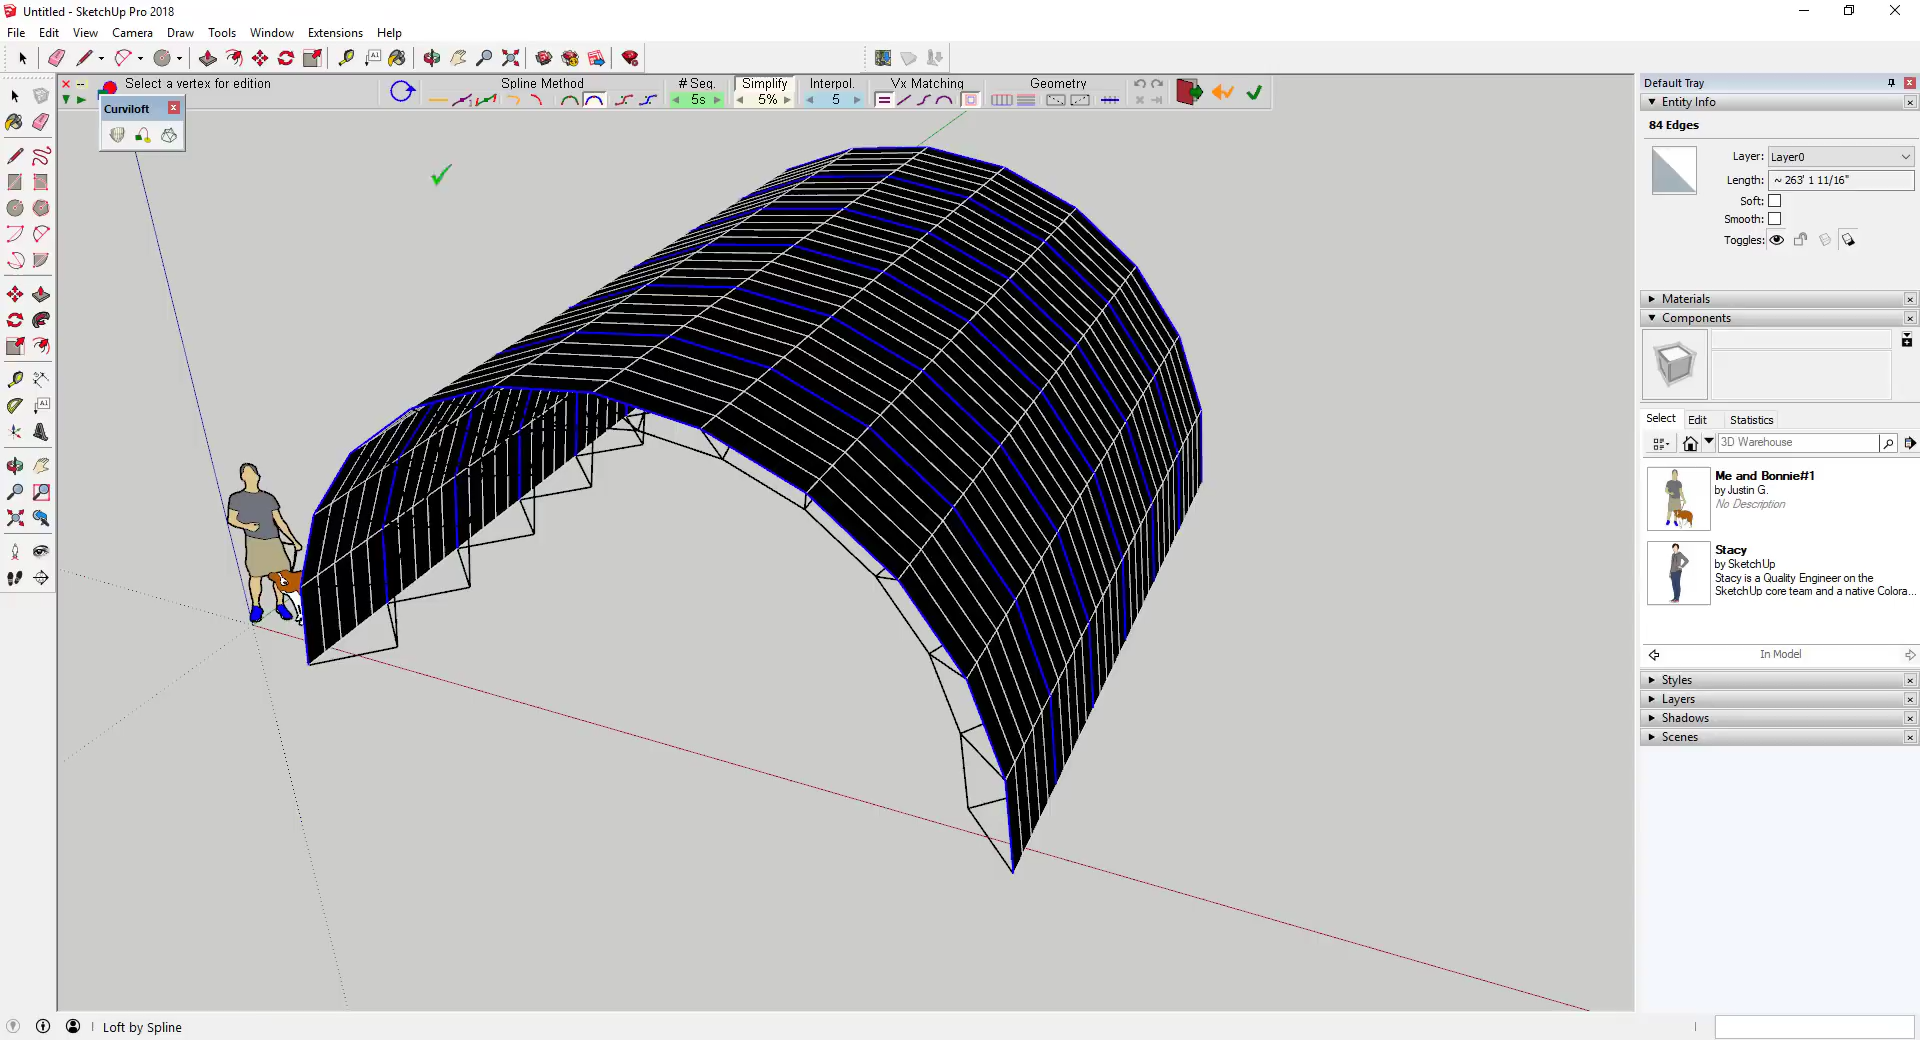 Untitled - SketchUp Pro 2018
File Edit View Camera Draw Tools Window Extensions Help
Select a vertex for edition
Spline Method
# Seg.
5s
Simplify
5%
Interpol.
5
Vx Matching
Geometry
Curviloft
Default Tray
Entity Info
84 Edges
Layer: Layer0
Length: ~ 263' 1 11/16"
Soft:
Smooth:
Toggles:
Materials
Components
Select Edit Statistics
3D Warehouse
Me and Bonnie#1
by Justin G.
No Description
Stacy
by SketchUp
Stacy is a Quality Engineer on the
SketchUp core team and a native Colora...
In Model
Styles
Layers
Shadows
Scenes
Loft by Spline